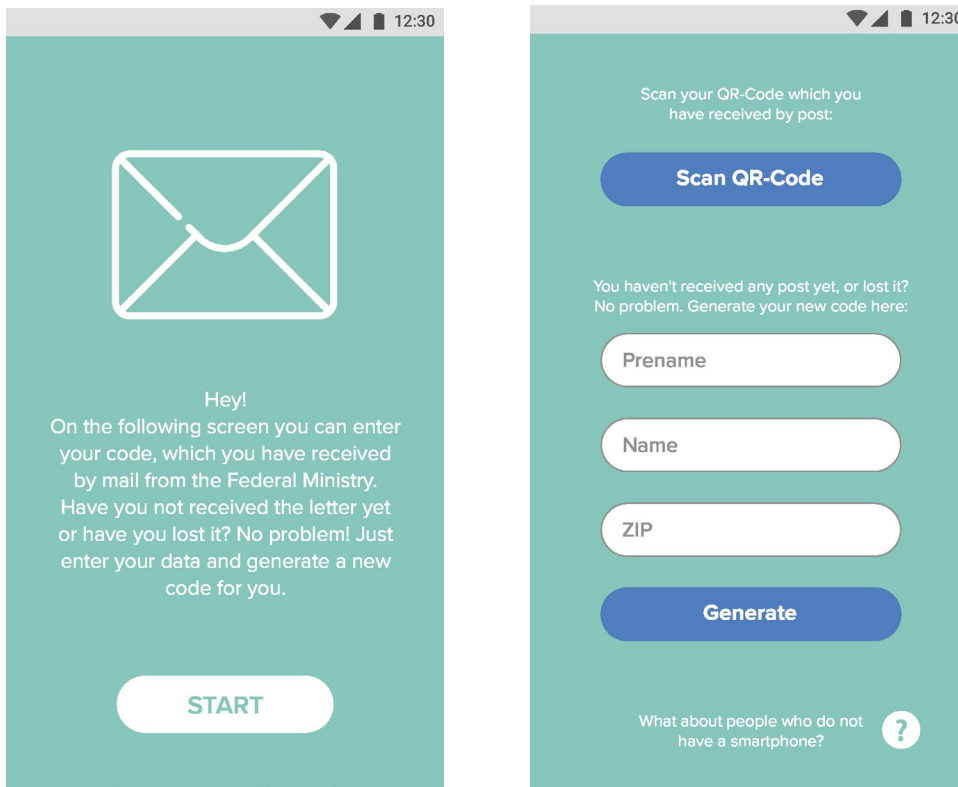 12:30
Hey!
On the following screen you can enter
your code, which you have received
by mail from the Federal Ministry.
Have you not received the letter yet
or have you lost it? No problem! Just
enter your data and generate a new
code for you.
START
12:30
Scan your QR-Code which you
have received by post:
Scan QR-Code
You haven't received any post yet, or lost it?
No problem. Generate your new code here:
Prename
Name
ZIP
Generate
What about people who do not
have a smartphone?
?